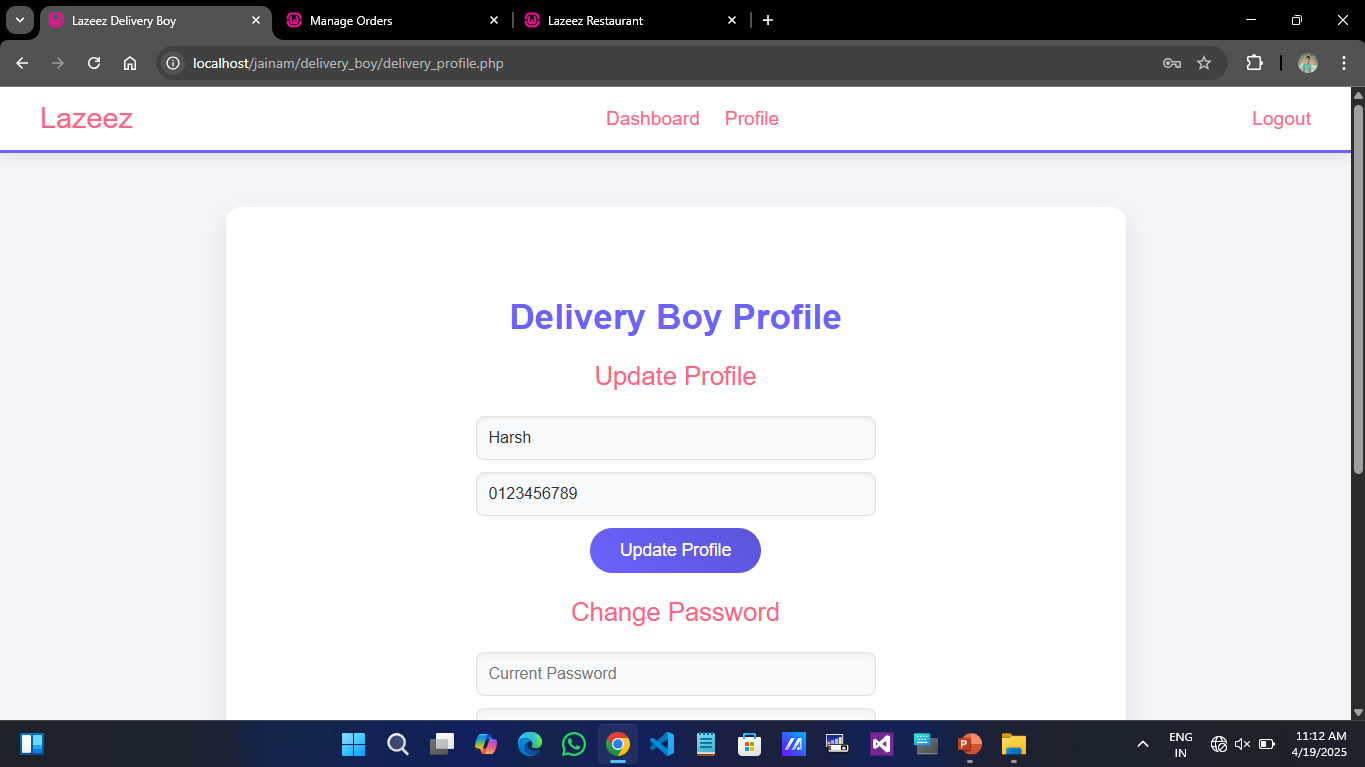 Lazeez Delivery Boy
Manage Orders
Lazeez Restaurant
localhost/jainam/delivery_boy/delivery_profile.php
Lazeez
Dashboard
Profile
Logout
Delivery Boy Profile
Update Profile
Harsh
0123456789
Update Profile
Change Password
Current Password
ENG
IN
11:12 AM
4/19/2025